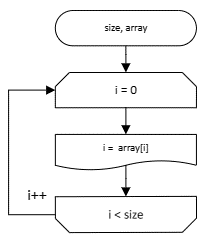 size, array
i = 0
i = array[i]
i++
i < size